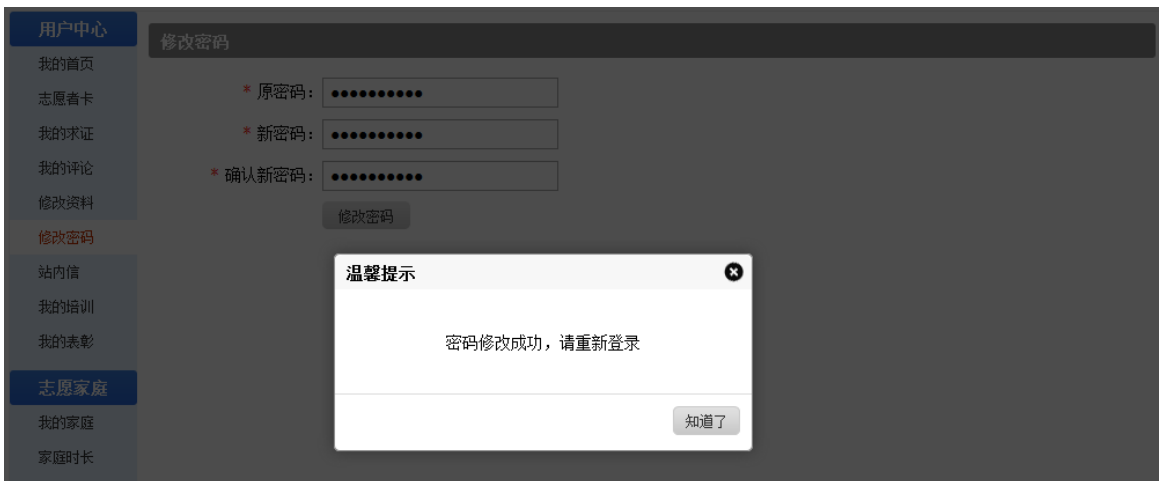 用户中心
我的首页
志愿者卡
我的求证
我的评论
修改资料
修改密码
站内信
我的培训
我的表彰
志愿家庭
我的家庭
家庭时长
修改密码
* 原密码： ●●●●●●●●●●
* 新密码： ●●●●●●●●●●
* 确认新密码： ●●●●●●●●●●
修改密码
温馨提示
密码修改成功，请重新登录
知道了